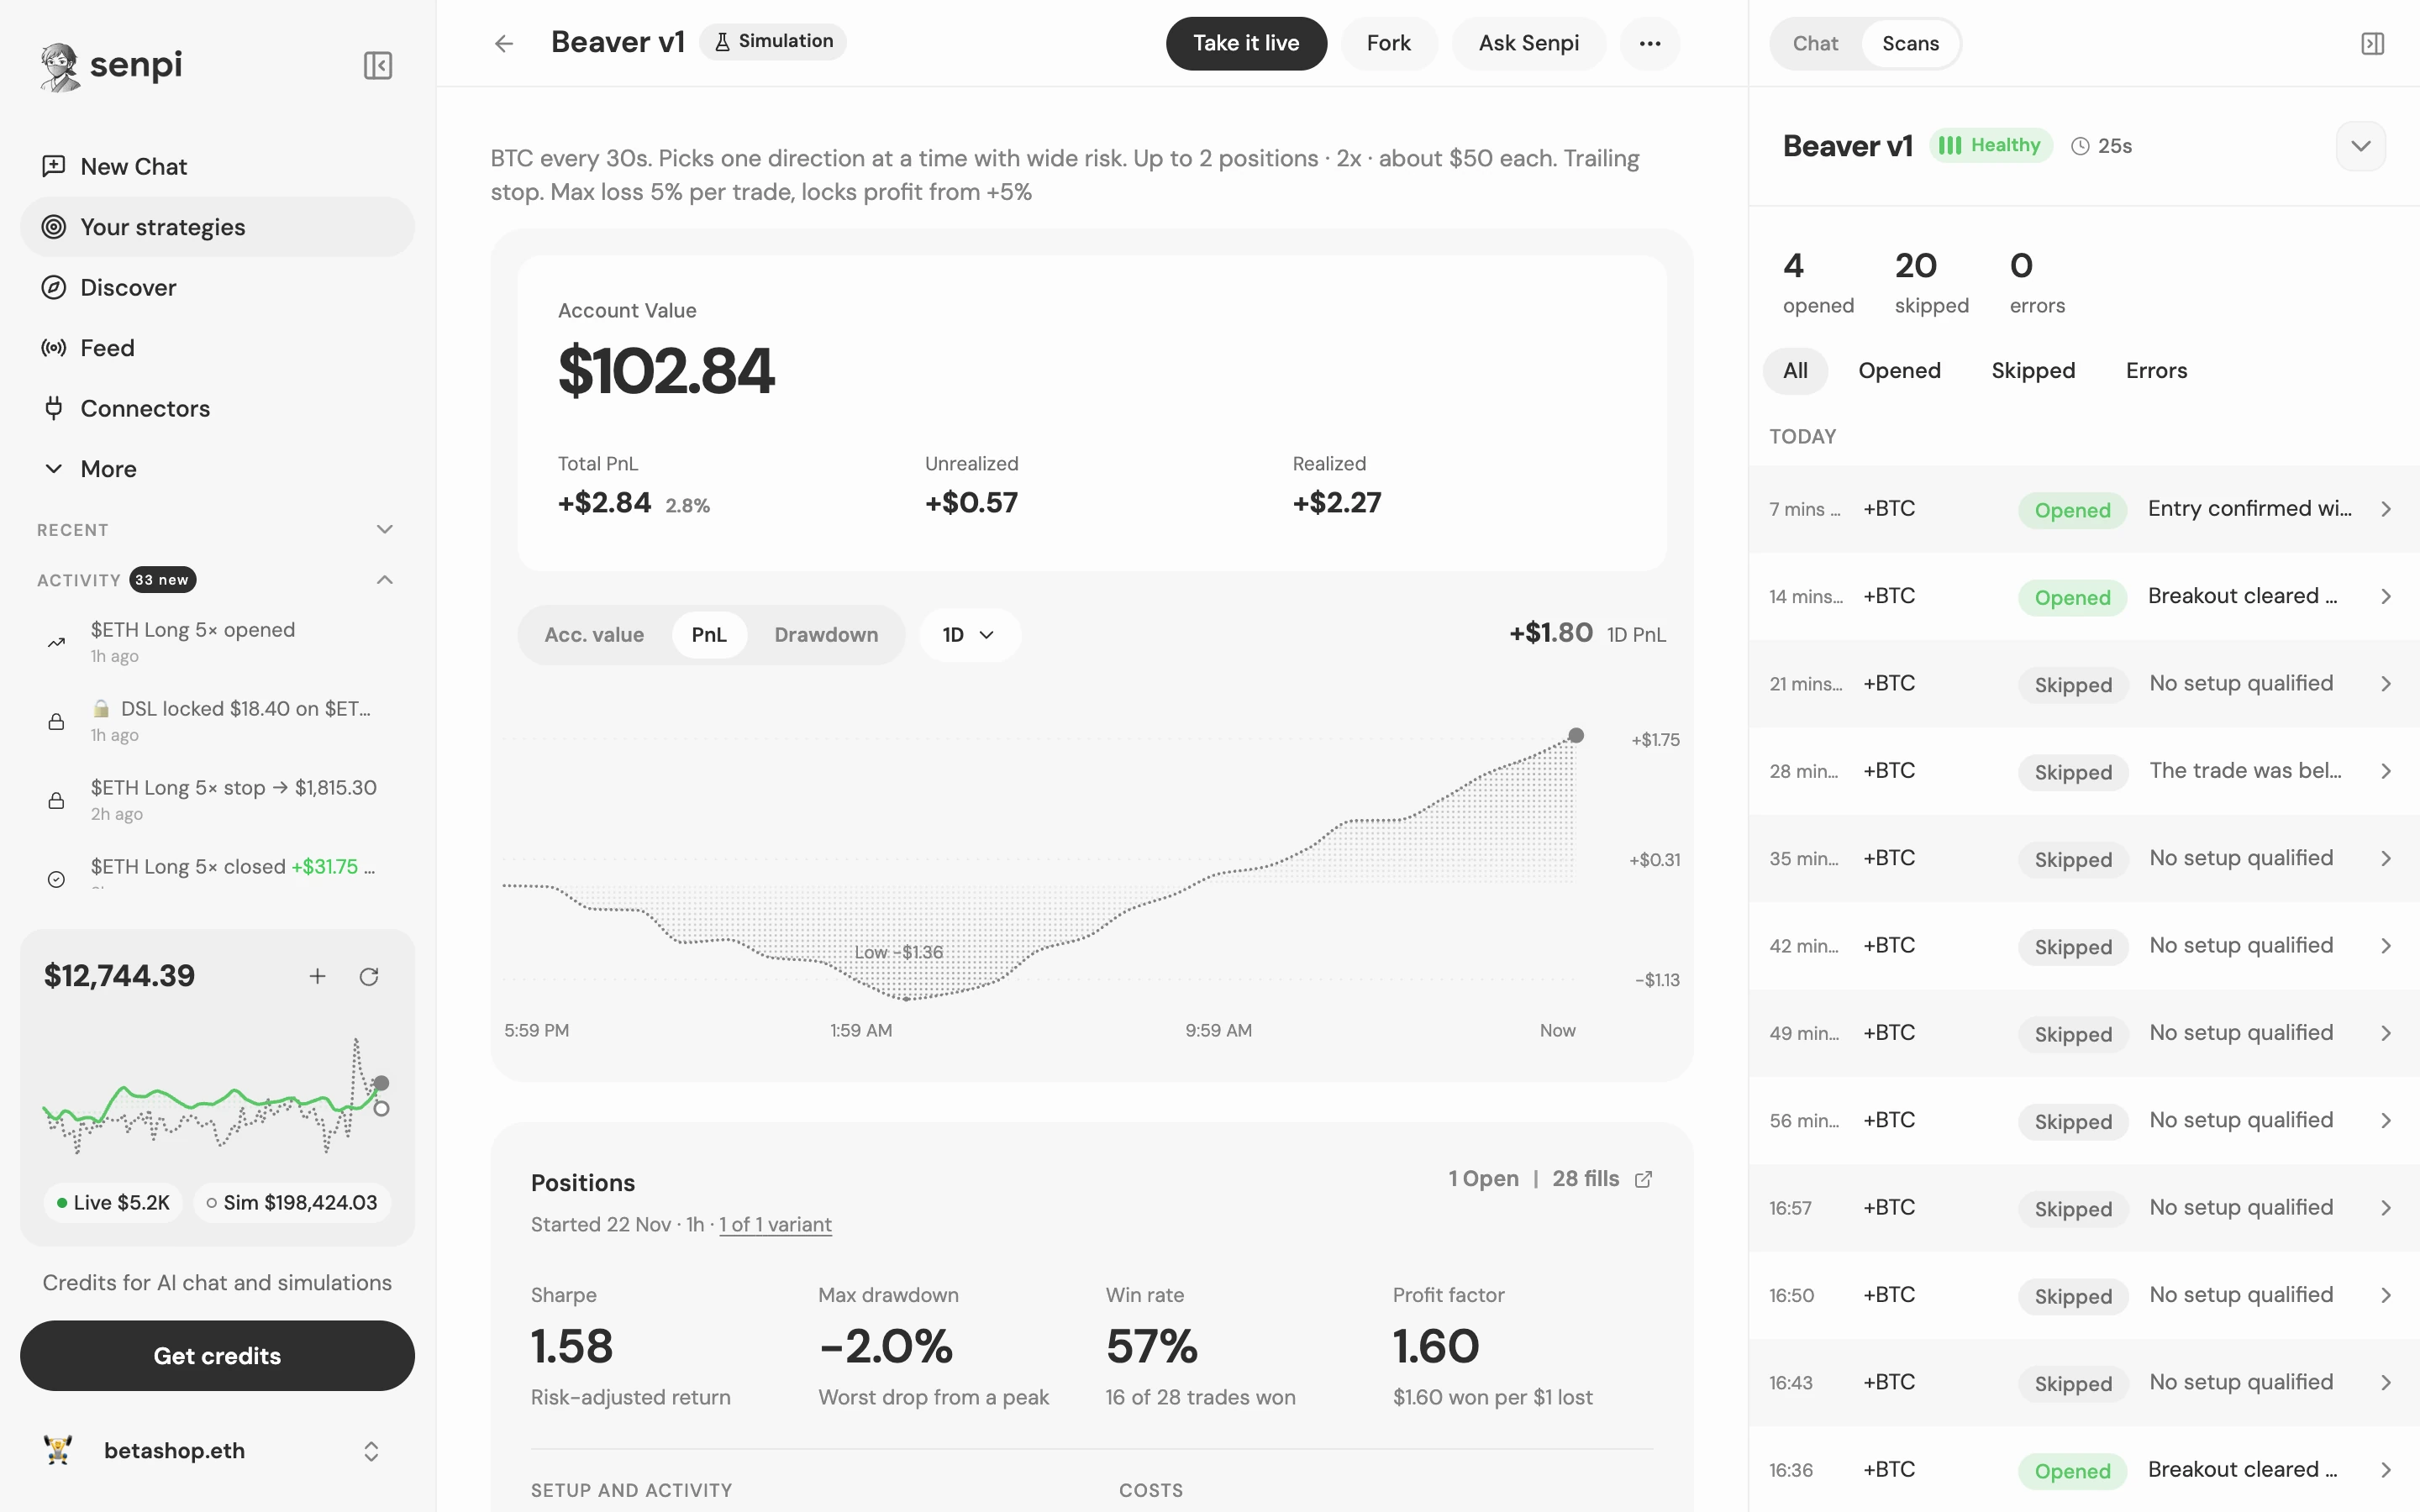 senpi
New Chat
Your strategies
Discover
Feed
Connectors
More
RECENT
ACTIVITY 33 new
$ETH Long 5× opened
1h ago
🔒 DSL locked $18.40 on $ET...
1h ago
$ETH Long 5× stop → $1,815.30
2h ago
$ETH Long 5× closed +$31.75 ...
$12,744.39
Live $5.2K
Sim $198,424.03
Credits for AI chat and simulations
Get credits
betashop.eth
Beaver v1
Simulation
Take it live
Fork
Ask Senpi
BTC every 30s. Picks one direction at a time with wide risk. Up to 2 positions · 2x · about $50 each. Trailing
stop. Max loss 5% per trade, locks profit from +5%
Account Value
$102.84
Total PnL
+$2.84 2.8%
Unrealized
+$0.57
Realized
+$2.27
Acc. value
PnL
Drawdown
1D
+$1.80 1D PnL
+$1.75
+$0.31
−$1.13
Low −$1.36
5:59 PM
1:59 AM
9:59 AM
Now
Positions
1 Open | 28 fills
Started 22 Nov · 1h · 1 of 1 variant
Sharpe
1.58
Risk-adjusted return
Max drawdown
−2.0%
Worst drop from a peak
Win rate
57%
16 of 28 trades won
Profit factor
1.60
$1.60 won per $1 lost
SETUP AND ACTIVITY
COSTS
Chat
Scans
Beaver v1
Healthy
25s
4
opened
20
skipped
0
errors
All
Opened
Skipped
Errors
TODAY
7 mins ... +BTC Opened Entry confirmed wi...
14 mins... +BTC Opened Breakout cleared ...
21 mins... +BTC Skipped No setup qualified
28 min... +BTC Skipped The trade was bel...
35 min... +BTC Skipped No setup qualified
42 min... +BTC Skipped No setup qualified
49 min... +BTC Skipped No setup qualified
56 min... +BTC Skipped No setup qualified
16:57 +BTC Skipped No setup qualified
16:50 +BTC Skipped No setup qualified
16:43 +BTC Skipped No setup qualified
16:36 +BTC Opened Breakout cleared ...